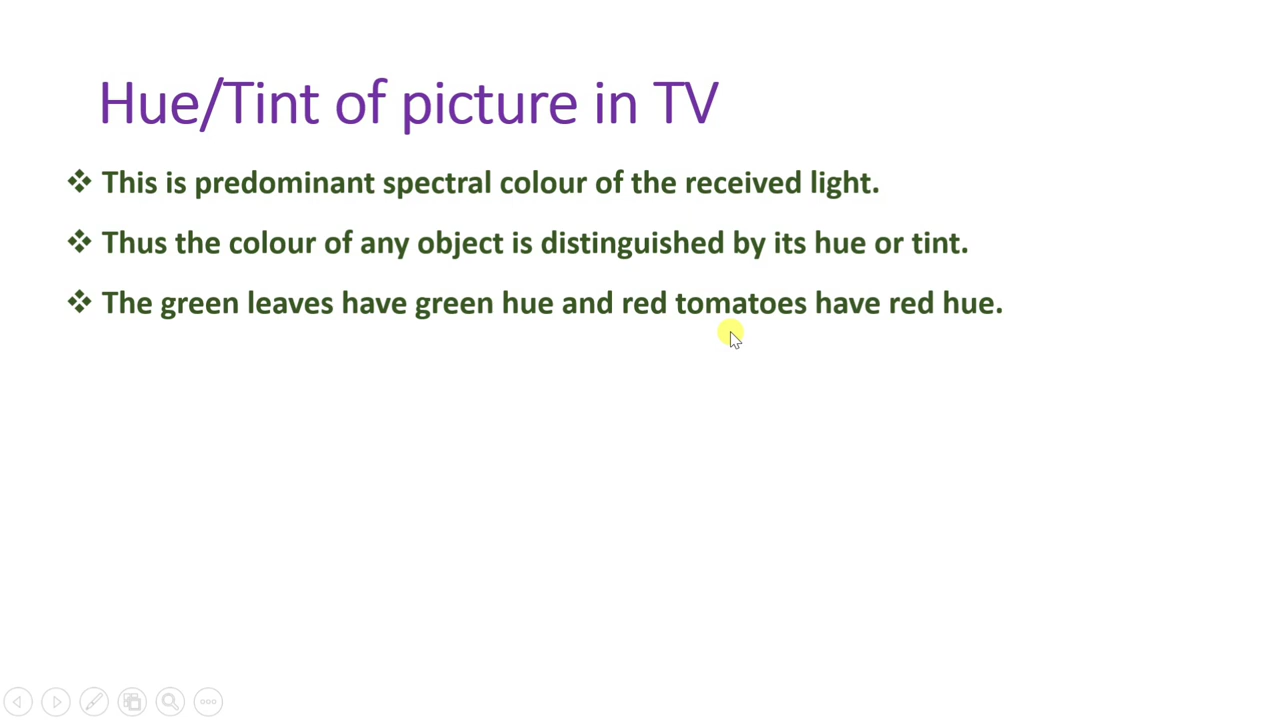 Hue/Tint of picture in TV
This is predominant spectral colour of the received light.
Thus the colour of any object is distinguished by its hue or tint.
The green leaves have green hue and red tomatoes have red hue.